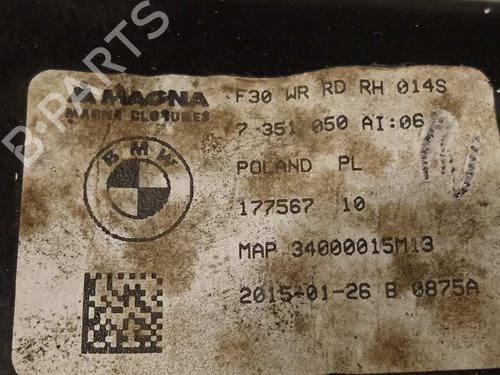 B-PARTS
MAGNA
MAGNA CLOSURES
BMW
F30 WR RD RH 014S
7 351 050 AI:06
POLAND PL
177567 10
MAP 34000015M13
2015-01-26 B 0875A